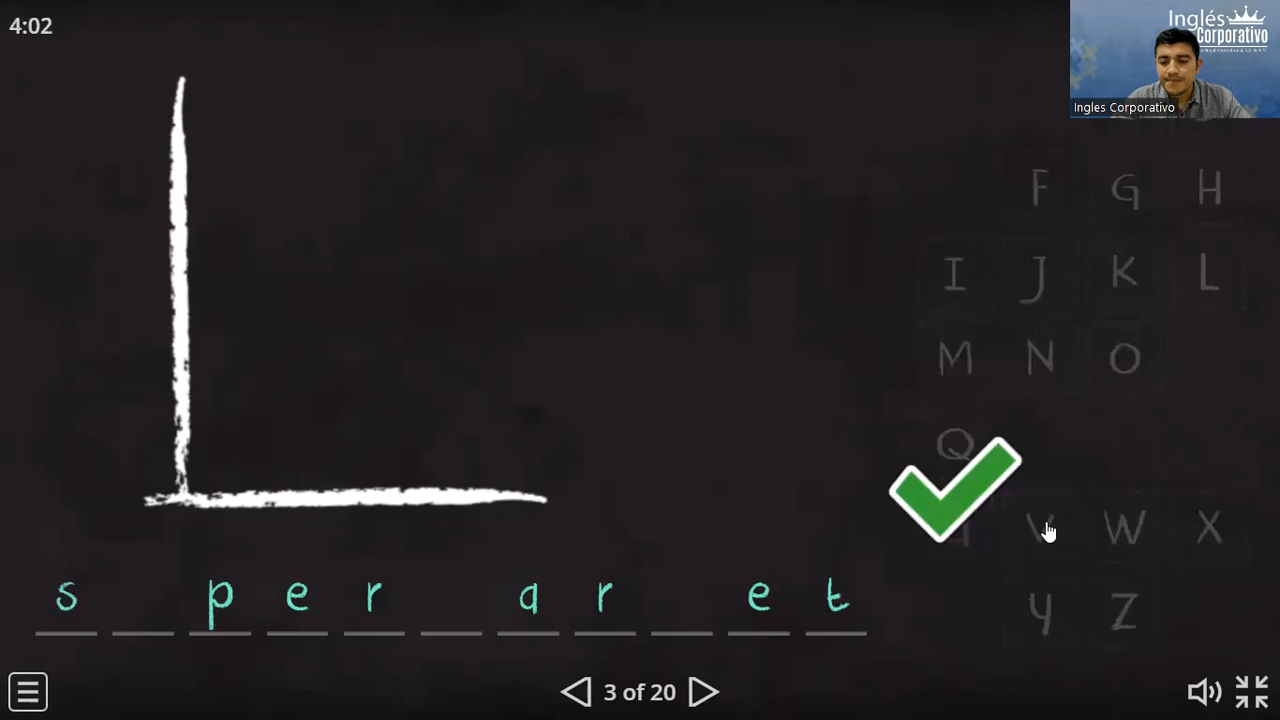 4:02
Inglés
Corporativo
Ingles Corporativo
F G H
I J K L
M N O
Q
V W X
Y Z
s _ p e r _ a r _ e t
3 of 20